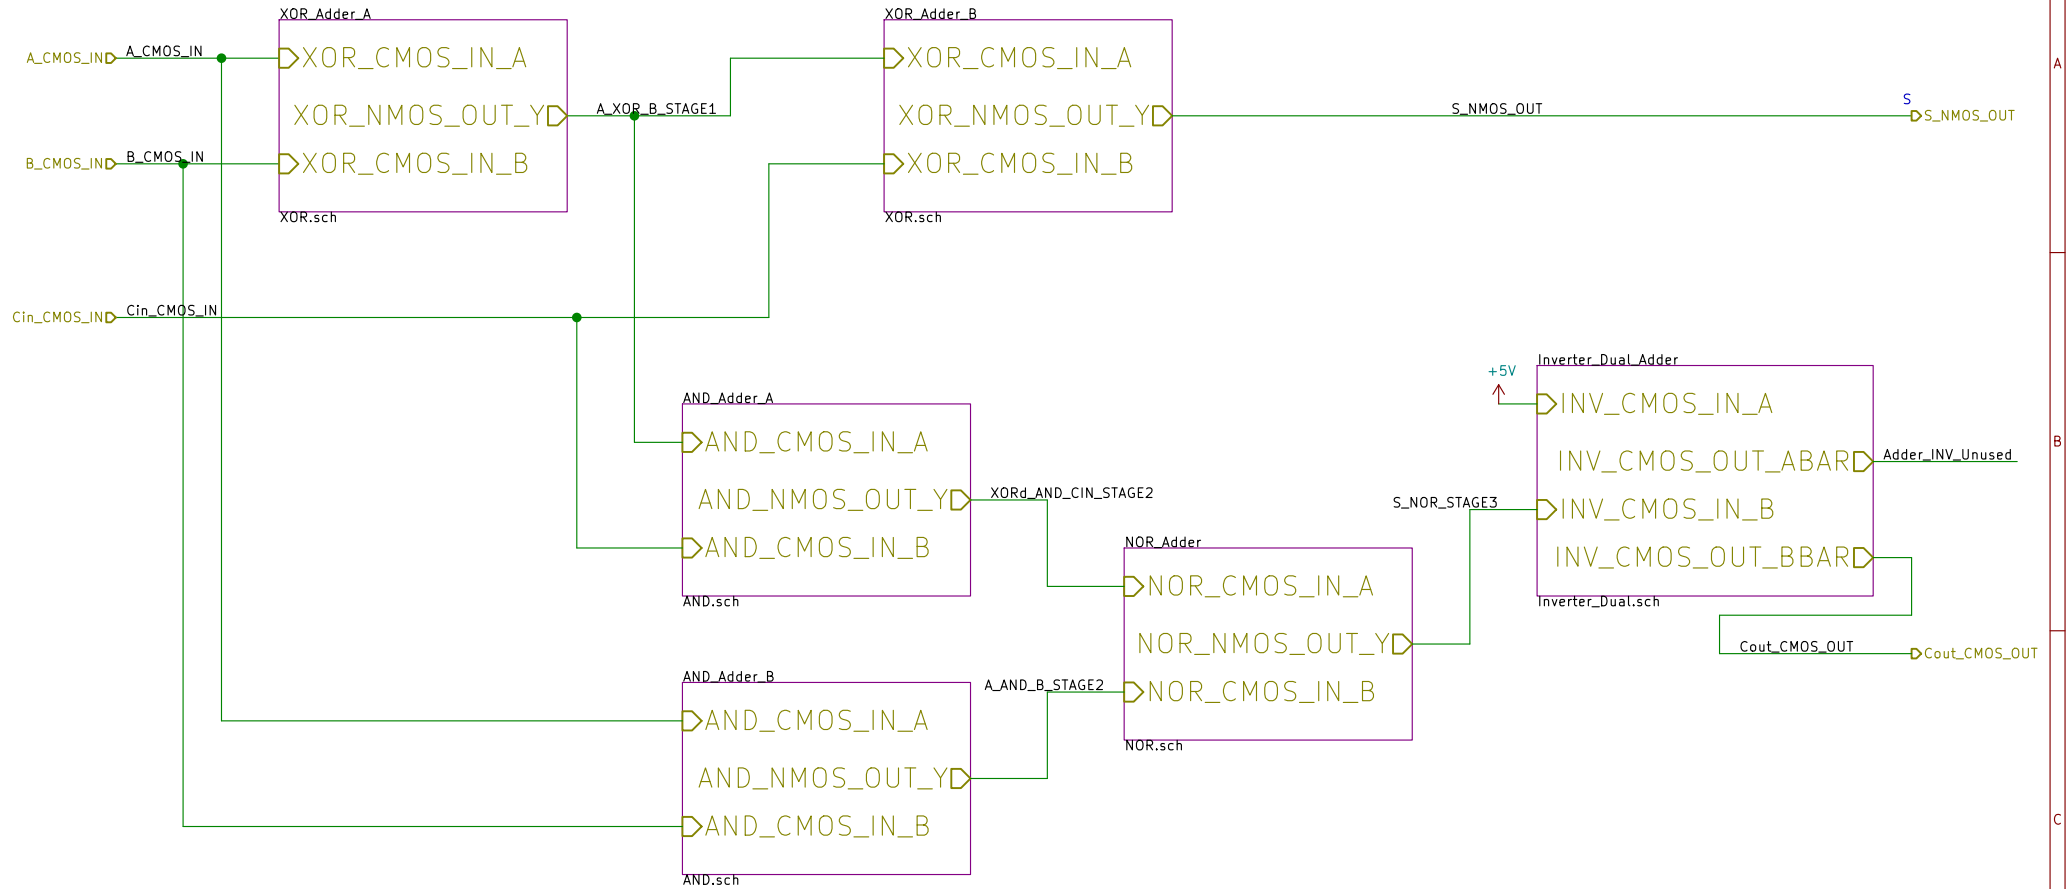 XOR_Adder_A
XOR_Adder_B
A_CMOS_IN
A_CMOS_IN
XOR_CMOS_IN_A
XOR_CMOS_IN_A
A
XOR_NMOS_OUT_Y
A_XOR_B_STAGE1
XOR_NMOS_OUT_Y
S_NMOS_OUT
S
S_NMOS_OUT
B_CMOS_IN
B_CMOS_IN
XOR_CMOS_IN_B
XOR_CMOS_IN_B
XOR.sch
XOR.sch
Cin_CMOS_IN
Cin_CMOS_IN
Inverter_Dual_Adder
+5V
AND_Adder_A
INV_CMOS_IN_A
AND_CMOS_IN_A
B
INV_CMOS_OUT_ABAR
Adder_INV_Unused
AND_NMOS_OUT_Y
XORd_AND_CIN_STAGE2
S_NOR_STAGE3
INV_CMOS_IN_B
AND_CMOS_IN_B
NOR_Adder
INV_CMOS_OUT_BBAR
NOR_CMOS_IN_A
AND.sch
Inverter_Dual.sch
NOR_NMOS_OUT_Y
Cout_CMOS_OUT
Cout_CMOS_OUT
AND_Adder_B
A_AND_B_STAGE2
NOR_CMOS_IN_B
AND_CMOS_IN_A
NOR.sch
AND_NMOS_OUT_Y
AND_CMOS_IN_B
C
AND.sch